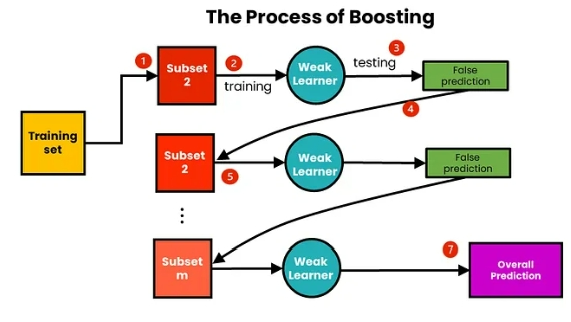 The Process of Boosting
1
Subset
2
2
training
Weak
Learner
3
testing
False
prediction
4
Training
set
Subset
2
5
Weak
Learner
False
prediction
⋮
Subset
m
Weak
Learner
7
Overall
Prediction